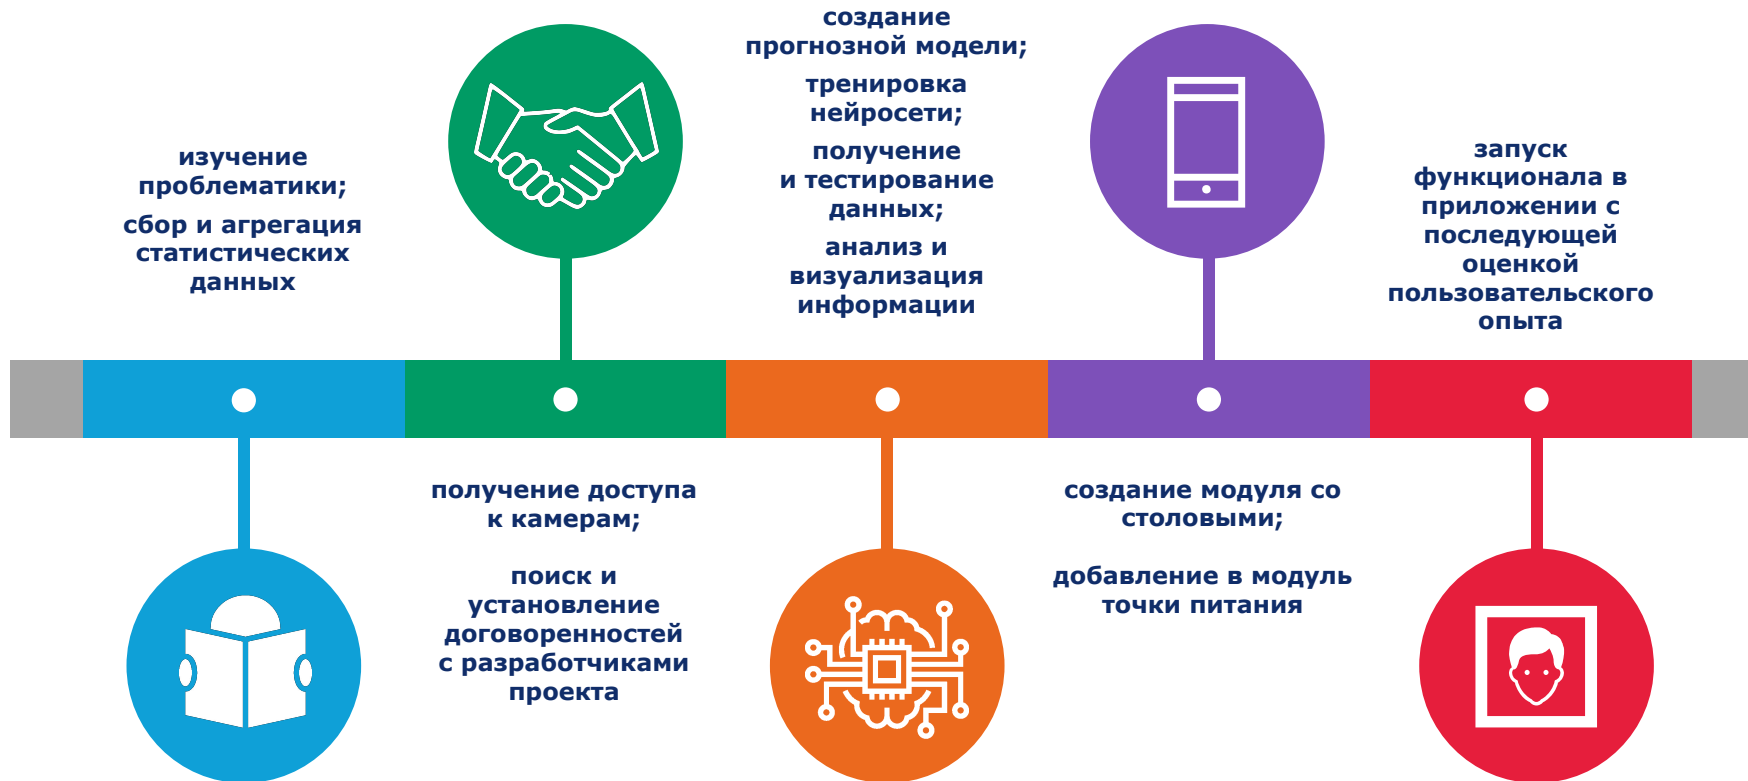 изучение
проблематики;
сбор и агрегация
статистических
данных
получение доступа
к камерам;
поиск и
установление
договоренностей
с разработчиками
проекта
создание
прогнозной модели;
тренировка
нейросети;
получение
и тестирование
данных;
анализ и
визуализация
информации
создание модуля со
столовыми;
добавление в модуль
точки питания
запуск
функционала в
приложении с
последующей
оценкой
пользовательского
опыта